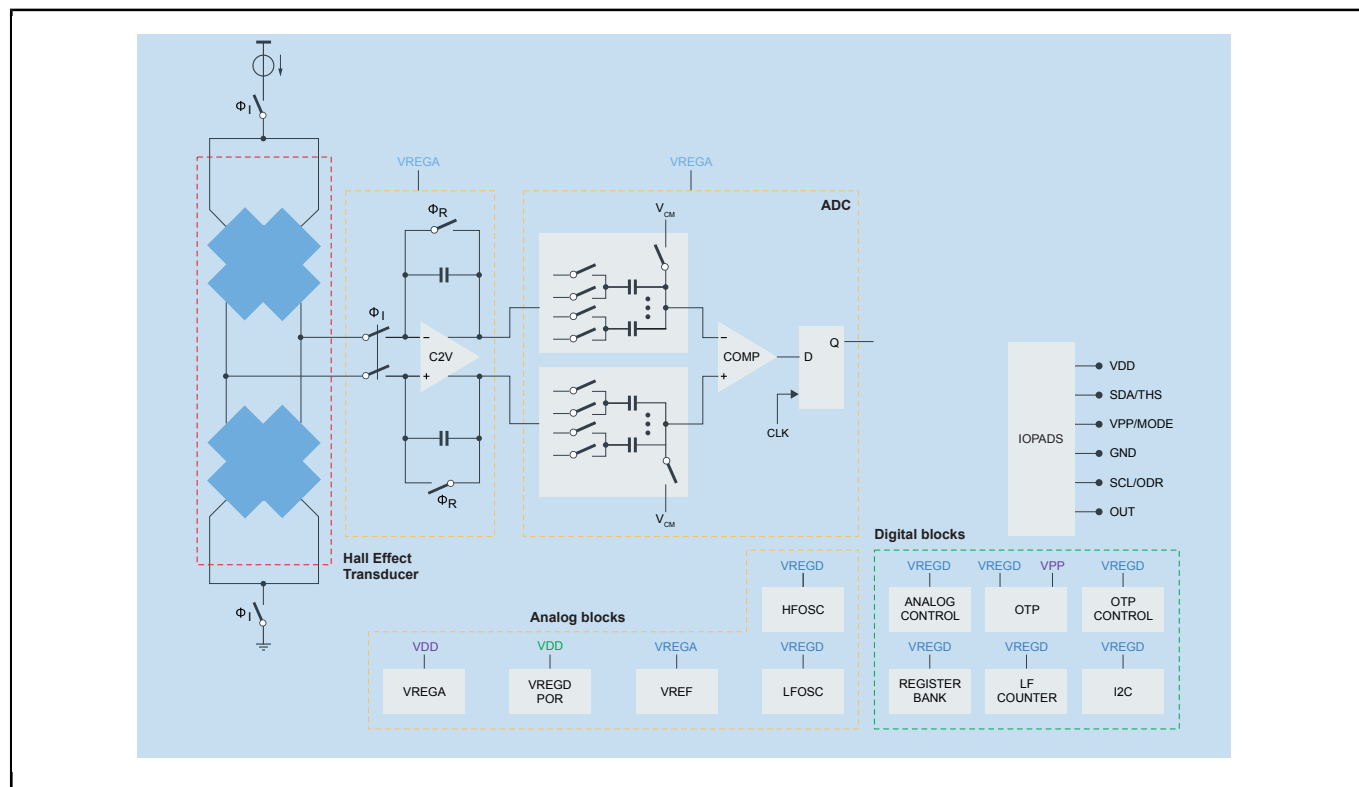 ΦI
VREGA
VREGA
ADC
ΦR
VCM
ΦI
−
+
C2V
−
+
COMP
D
Q
CLK
ΦR
VCM
Hall Effect
Transducer
ΦI
IOPADS
VDD
SDA/THS
VPP/MODE
GND
SCL/ODR
OUT
Analog blocks
VREGD
HFOSC
VDD
VREGA
VDD
VREGD
POR
VREGA
VREF
VREGD
LFOSC
Digital blocks
VREGD
ANALOG
CONTROL
VREGD
VPP
OTP
VREGD
OTP
CONTROL
VREGD
REGISTER
BANK
VREGD
LF
COUNTER
VREGD
I2C